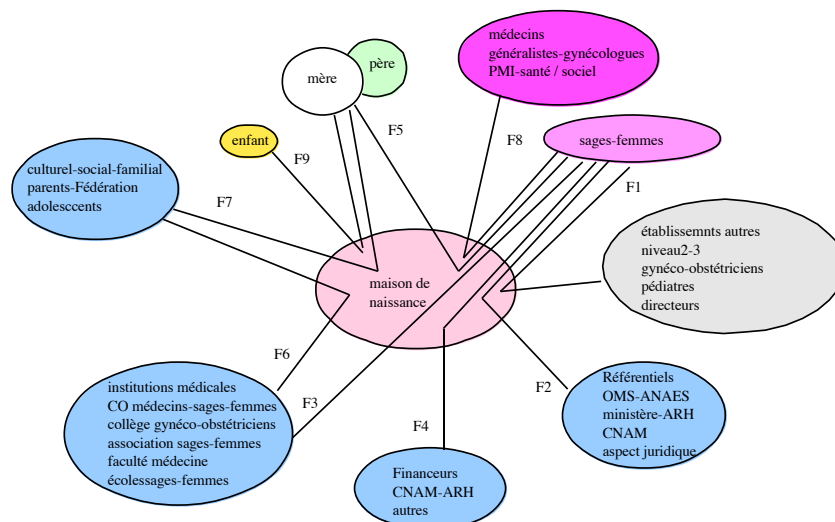 médecins
généralistes-gynécologues
PMI-santé / sociel
père
mère
F5
F8
sages-femmes
enfant
F9
F1
culturel-social-familial
parents-Fédération
adolesccents
F7
établissemnts autres
niveau2-3
gynéco-obstétriciens
pédiatres
directeurs
maison de
naissance
F6
F2
institutions médicales
CO médecins-sages-femmes
collège gynéco-obstétriciens
association sages-femmes
faculté médecine
écolessages-femmes
F3
F4
Référentiels
OMS-ANAES
ministère-ARH
CNAM
aspect juridique
Financeurs
CNAM-ARH
autres